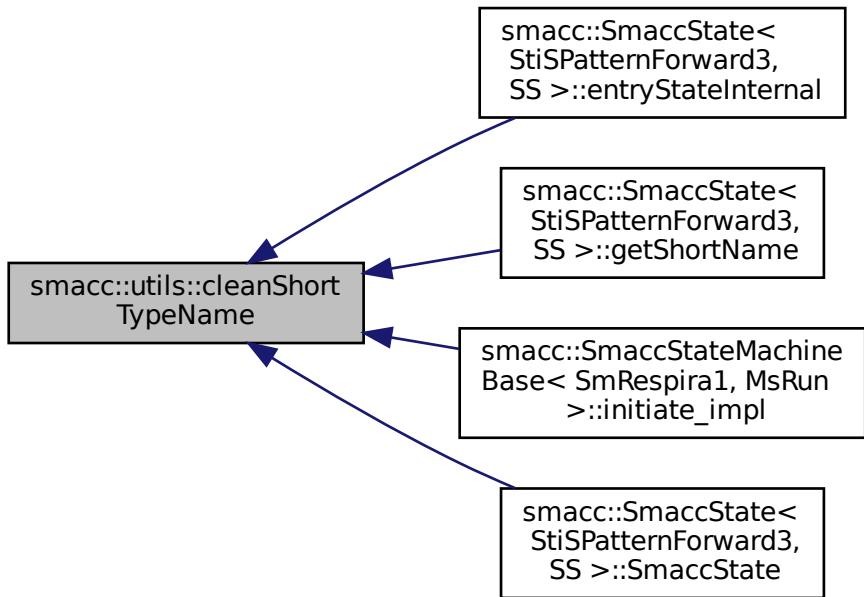 smacc::SmaccState<
StiSPatternForward3,
SS >::entryStateInternal
smacc::SmaccState<
StiSPatternForward3,
SS >::getShortName
smacc::utils::cleanShort
TypeName
smacc::SmaccStateMachine
Base< SmRespira1, MsRun
>::initiate_impl
smacc::SmaccState<
StiSPatternForward3,
SS >::SmaccState